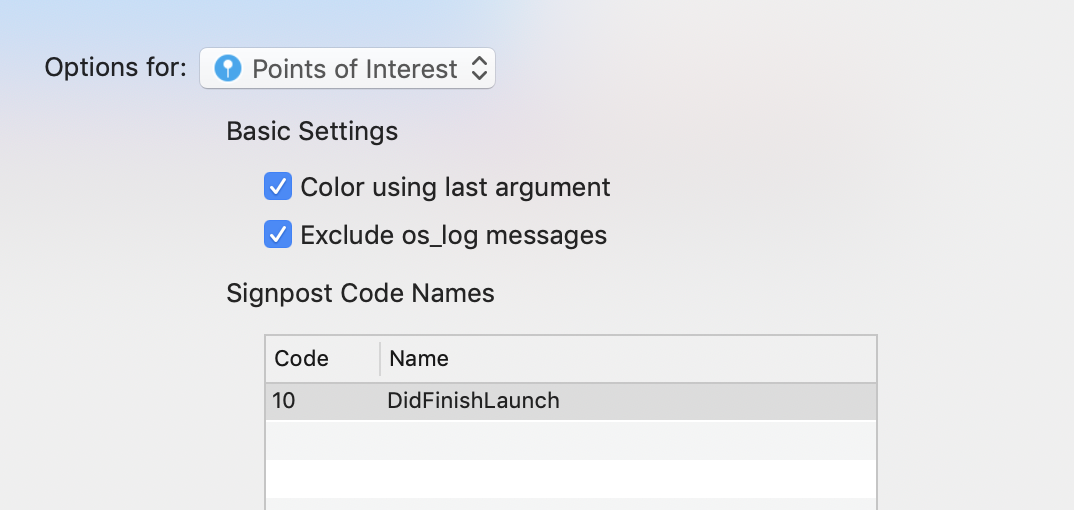 Options for: Points of Interest
Basic Settings
Color using last argument
Exclude os_log messages
Signpost Code Names
Code Name
10 DidFinishLaunch